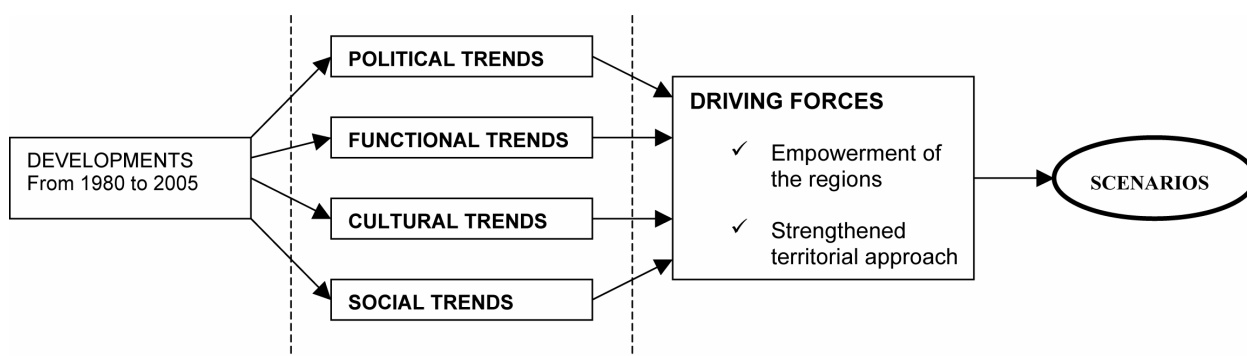 DEVELOPMENTS
From 1980 to 2005
POLITICAL TRENDS
FUNCTIONAL TRENDS
CULTURAL TRENDS
SOCIAL TRENDS
DRIVING FORCES
✓ Empowerment of
the regions
✓ Strengthened
territorial approach
SCENARIOS